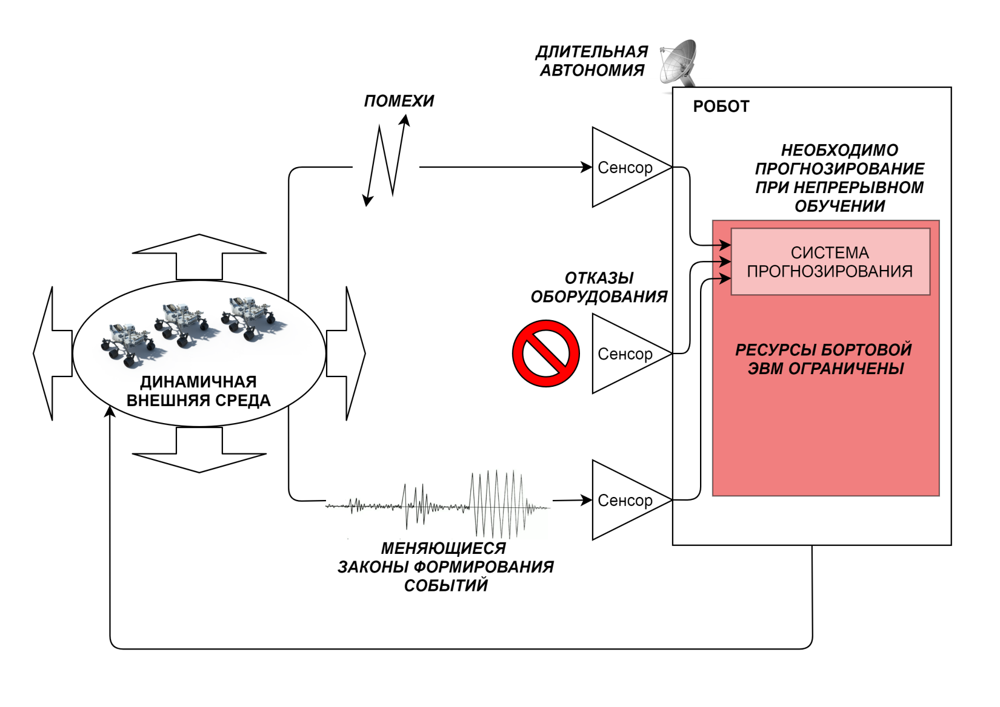 ДЛИТЕЛЬНАЯ
АВТОНОМИЯ
ПОМЕХИ
РОБОТ
Сенсор
НЕОБХОДИМО
ПРОГНОЗИРОВАНИЕ
ПРИ НЕПРЕРЫВНОМ
ОБУЧЕНИИ
СИСТЕМА
ПРОГНОЗИРОВАНИЯ
ОТКАЗЫ
ОБОРУДОВАНИЯ
Сенсор
РЕСУРСЫ БОРТОВОЙ
ЭВМ ОГРАНИЧЕНЫ
ДИНАМИЧНАЯ
ВНЕШНЯЯ СРЕДА
Сенсор
МЕНЯЮЩИЕСЯ
ЗАКОНЫ ФОРМИРОВАНИЯ
СОБЫТИЙ